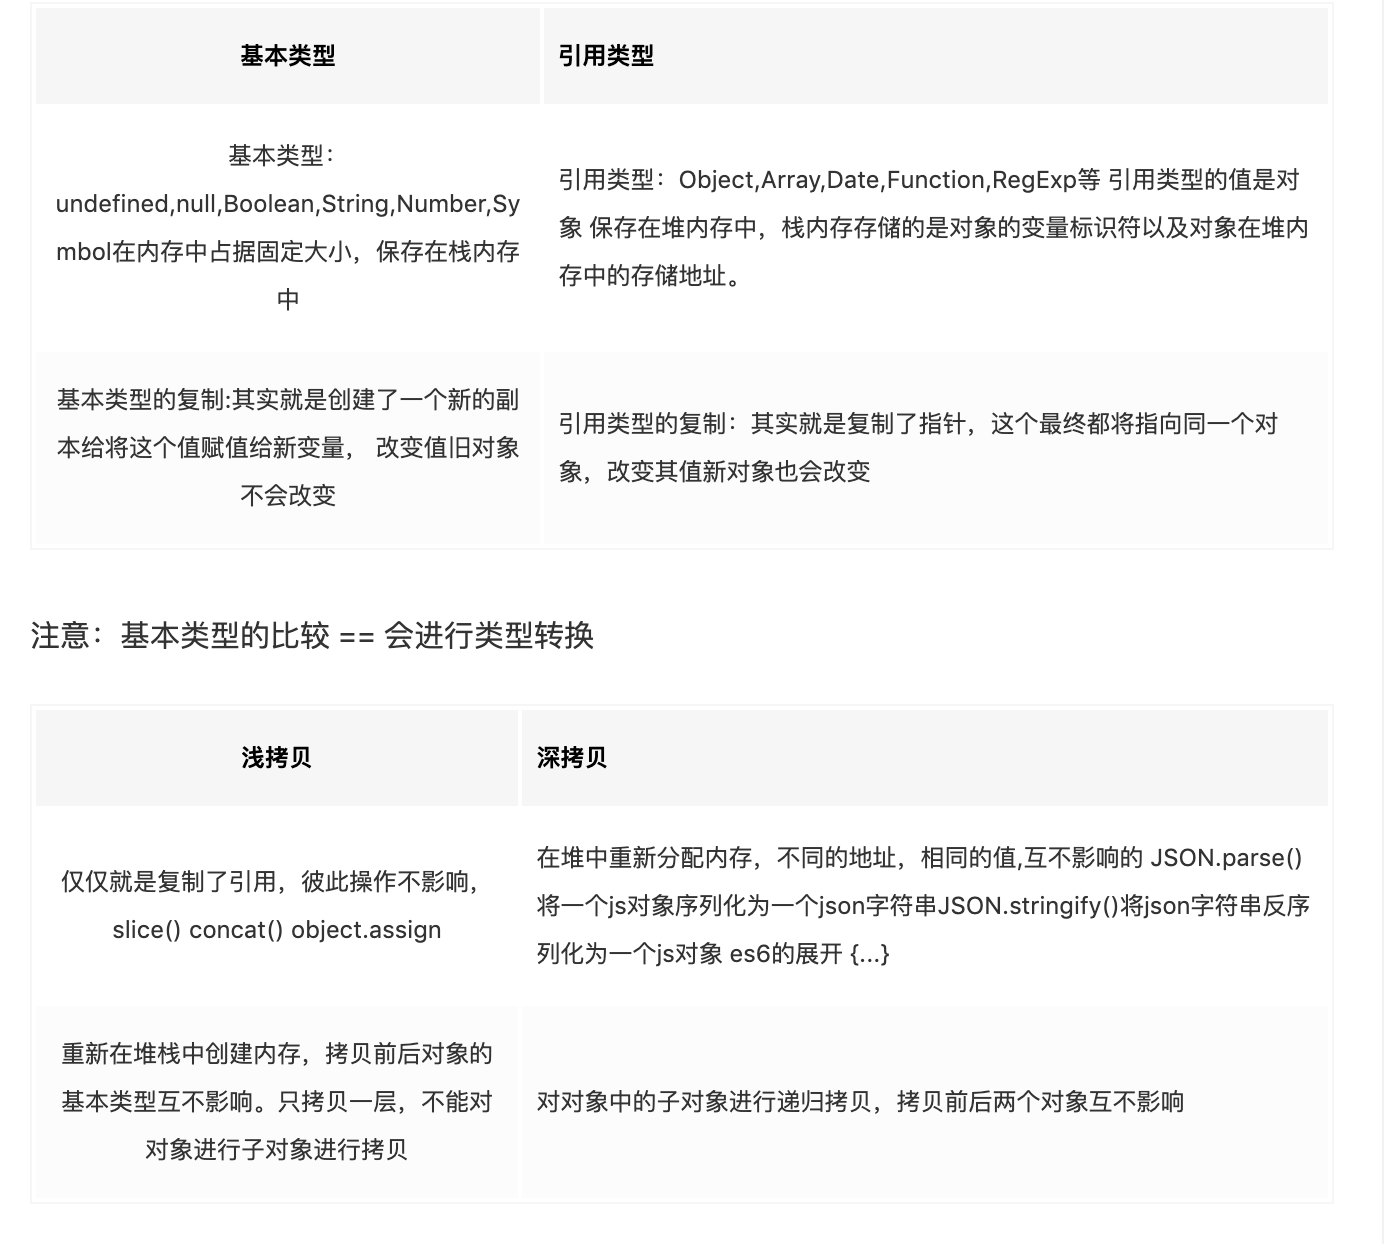 基本类型
引用类型
基本类型：
undefined,null,Boolean,String,Number,Sy
mbol在内存中占据固定大小，保存在栈内存
中
引用类型：Object,Array,Date,Function,RegExp等 引用类型的值是对
象 保存在堆内存中，栈内存存储的是对象的变量标识符以及对象在堆内
存中的存储地址。
基本类型的复制:其实就是创建了一个新的副
本给将这个值赋值给新变量， 改变值旧对象
不会改变
引用类型的复制：其实就是复制了指针，这个最终都将指向同一个对
象，改变其值新对象也会改变
注意：基本类型的比较 == 会进行类型转换
浅拷贝
深拷贝
仅仅就是复制了引用，彼此操作不影响，
slice() concat() object.assign
在堆中重新分配内存，不同的地址，相同的值,互不影响的 JSON.parse()
将一个js对象序列化为一个json字符串JSON.stringify()将json字符串反序
列化为一个js对象 es6的展开 {...}
重新在堆栈中创建内存，拷贝前后对象的
基本类型互不影响。只拷贝一层，不能对
对象进行子对象进行拷贝
对对象中的子对象进行递归拷贝，拷贝前后两个对象互不影响